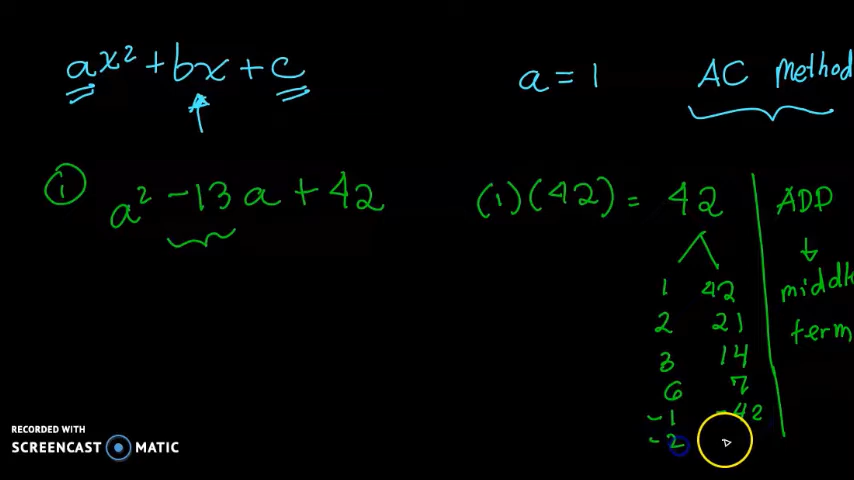 ax² + bx + c
a = 1
AC Method
① a² - 13a + 42
(1)(42) = 42
ADD
1 42
2 21
3 14
6 7
-1 -42
-2
middle
term
RECORDED WITH
SCREENCAST MATIC